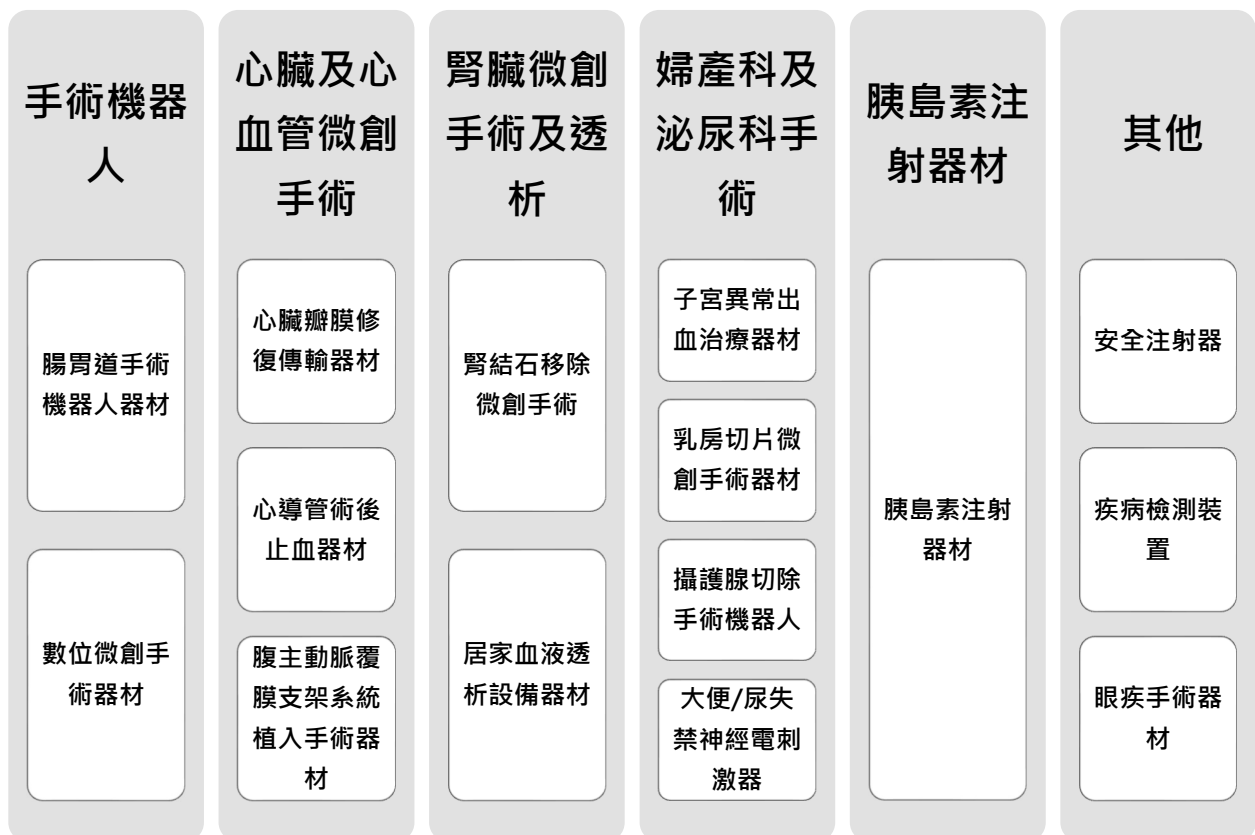 手術機器
人
腸胃道手術
機器人器材
數位微創手
術器材
心臟及心
血管微創
手術
心臟瓣膜修
復傳輸器材
心導管術後
止血器材
腹主動脈覆
膜支架系統
植入手術器
材
腎臟微創
手術及透
析
腎結石移除
微創手術
居家血液透
析設備器材
婦產科及
泌尿科手
術
子宮異常出
血治療器材
乳房切片微
創手術器材
攝護腺切除
手術機器人
大便/尿失
禁神經電刺
激器
胰島素注
射器材
胰島素注射
器材
其他
安全注射器
疾病檢測裝
置
眼疾手術器
材